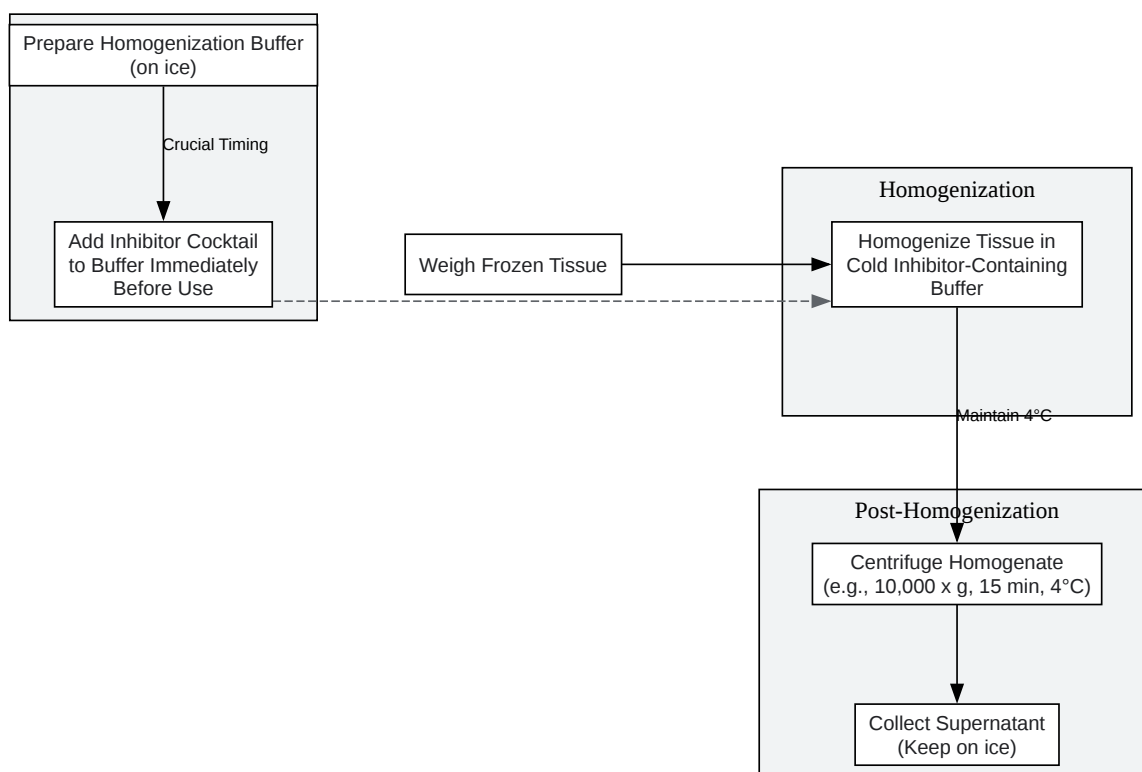 Prepare Homogenization Buffer
(on ice)
Crucial Timing
Add Inhibitor Cocktail
to Buffer Immediately
Before Use
Weigh Frozen Tissue
Homogenization
Homogenize Tissue in
Cold Inhibitor-Containing
Buffer
Maintain 4°C
Post-Homogenization
Centrifuge Homogenate
(e.g., 10,000 x g, 15 min, 4°C)
Collect Supernatant
(Keep on ice)